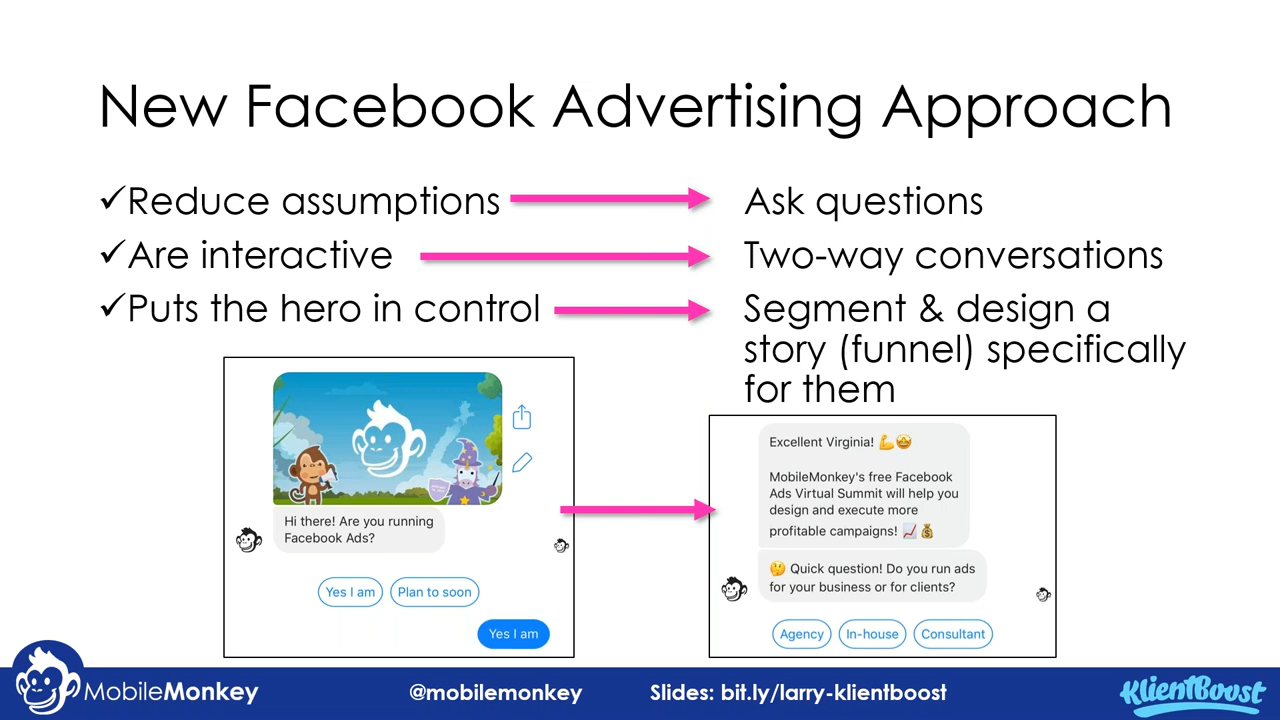 New Facebook Advertising Approach
✓Reduce assumptions
Ask questions
✓Are interactive
Two-way conversations
✓Puts the hero in control
Segment & design a
story (funnel) specifically
for them
Hi there! Are you running
Facebook Ads?
Yes I am
Plan to soon
Yes I am
Excellent Virginia! 💪🤩
MobileMonkey's free Facebook
Ads Virtual Summit will help you
design and execute more
profitable campaigns! 📈💰
🤔 Quick question! Do you run ads
for your business or for clients?
Agency
In-house
Consultant
MobileMonkey
@mobilemonkey
Slides: bit.ly/larry-klientboost
KlientBoost